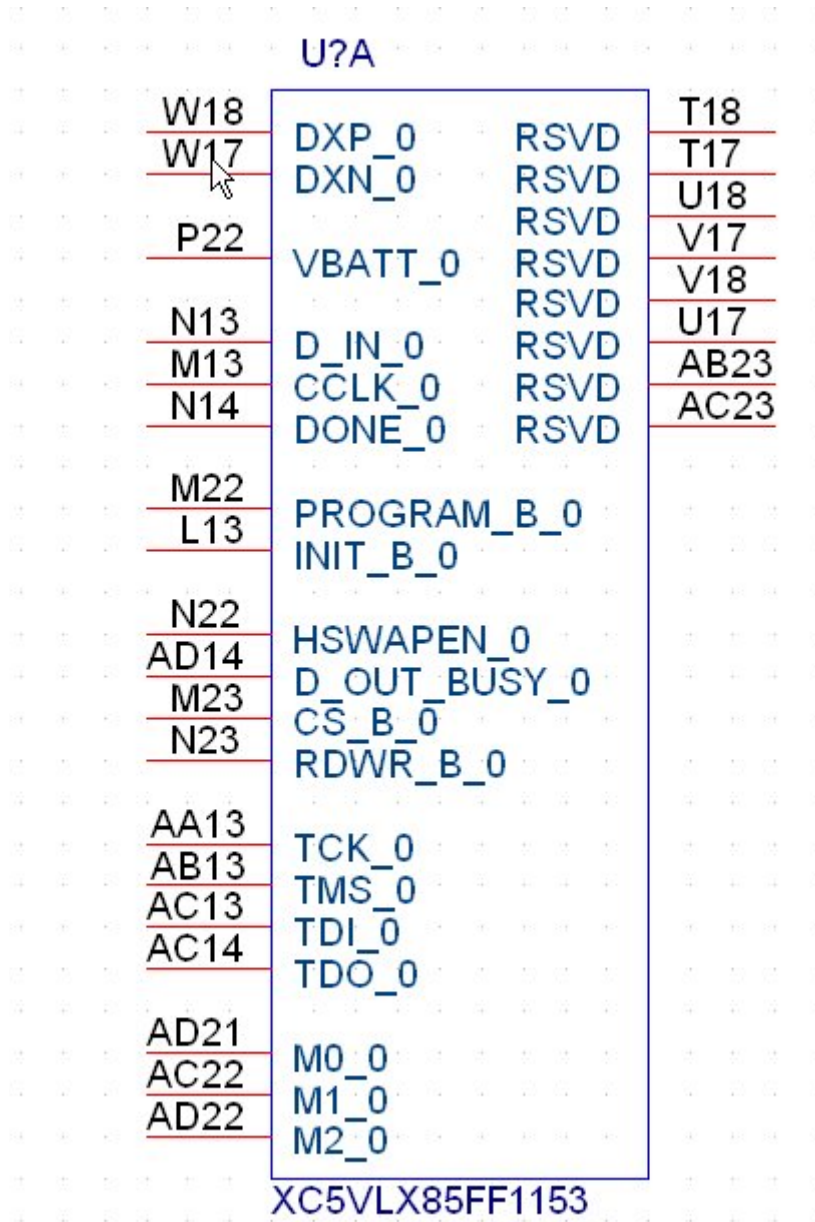 U?A
W18 DXP_0 RSVD T18
W17 DXN_0 RSVD T17
RSVD U18
P22 VBATT_0 RSVD V17
RSVD V18
N13 D_IN_0 RSVD U17
M13 CCLK_0 RSVD AB23
N14 DONE_0 RSVD AC23
M22 PROGRAM_B_0
L13 INIT_B_0
N22 HSWAPEN_0
AD14 D_OUT_BUSY_0
M23 CS_B_0
N23 RDWR_B_0
AA13 TCK_0
AB13 TMS_0
AC13 TDI_0
AC14 TDO_0
AD21 M0_0
AC22 M1_0
AD22 M2_0
XC5VLX85FF1153